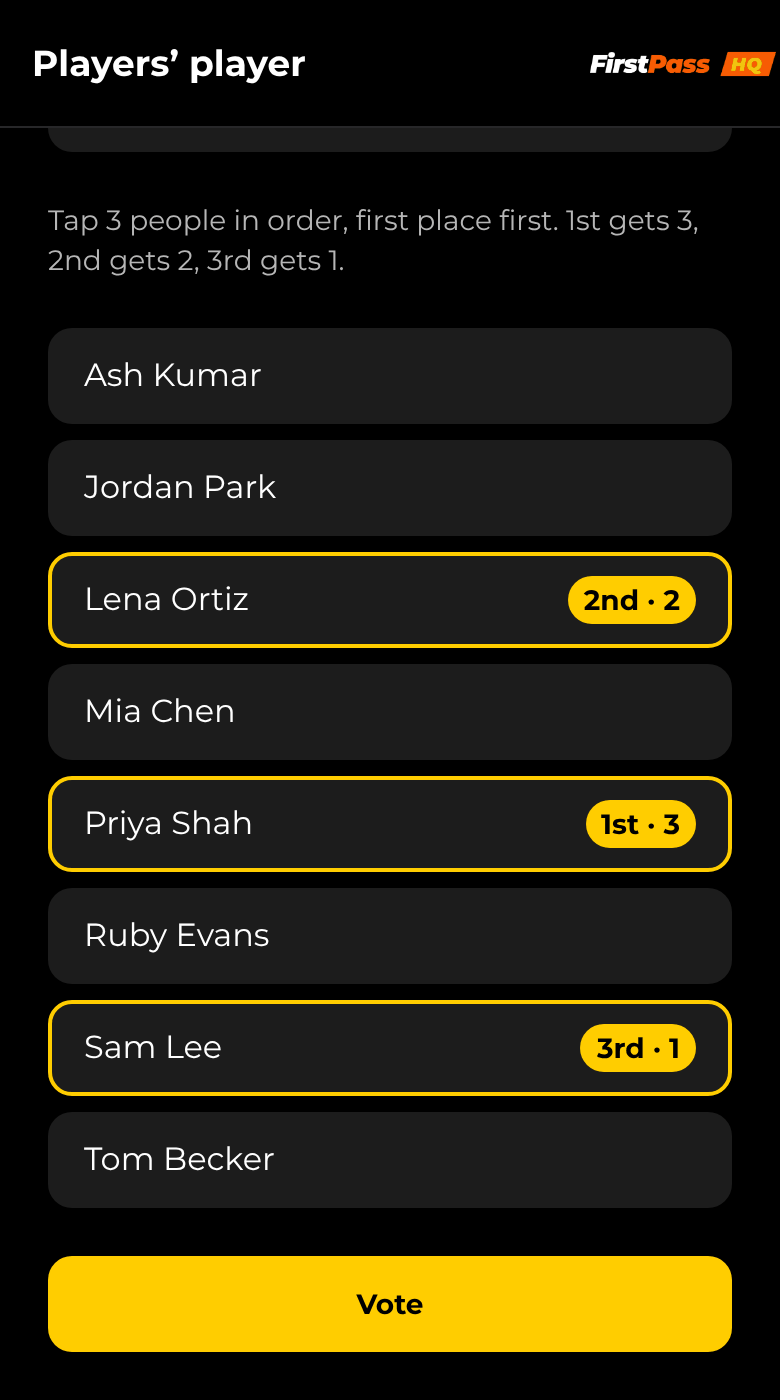 Players’ player
FirstPass HQ
Tap 3 people in order, first place first. 1st gets 3,
2nd gets 2, 3rd gets 1.
Ash Kumar
Jordan Park
Lena Ortiz
2nd · 2
Mia Chen
Priya Shah
1st · 3
Ruby Evans
Sam Lee
3rd · 1
Tom Becker
Vote